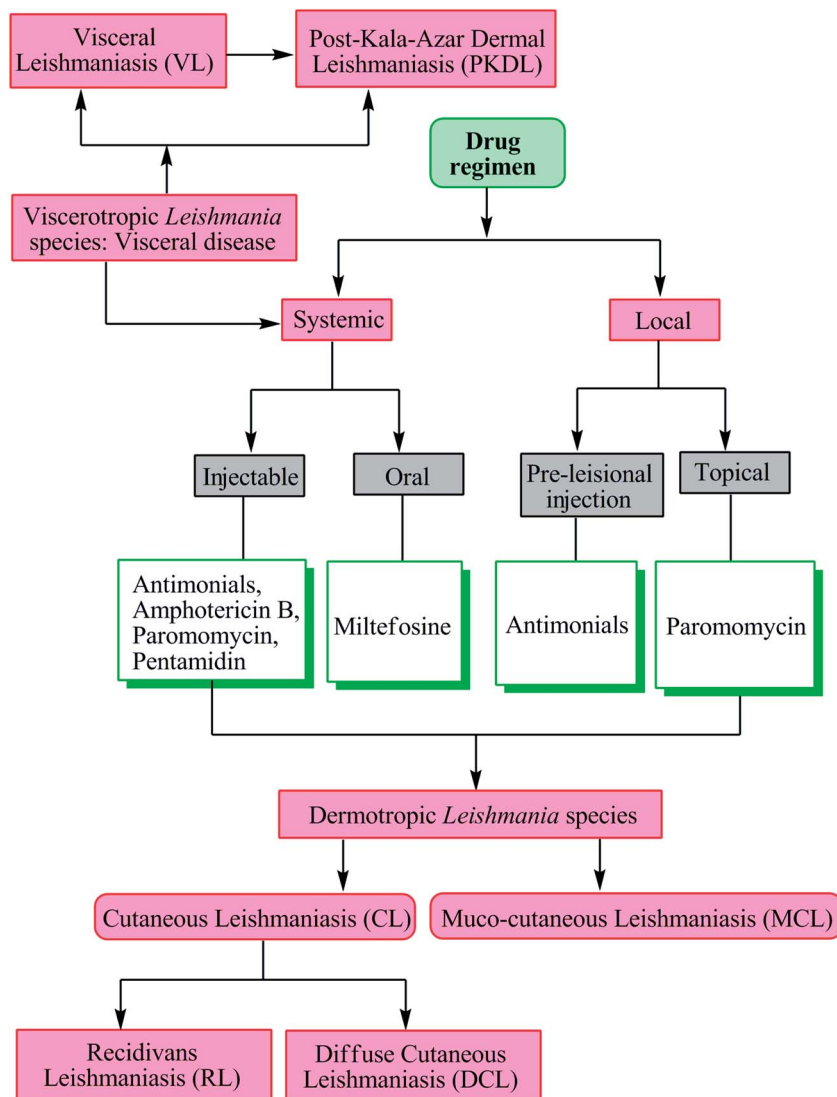 Visceral
Leishmaniasis (VL)
Post-Kala-Azar Dermal
Leishmaniasis (PKDL)
Drug
regimen
Viscerotropic Leishmania
species: Visceral disease
Systemic
Local
Injectable
Oral
Pre-leisional
injection
Topical
Antimonials,
Amphotericin B,
Paromomycin,
Pentamidin
Miltefosine
Antimonials
Paromomycin
Dermotropic Leishmania species
Cutaneous Leishmaniasis (CL)
Muco-cutaneous Leishmaniasis (MCL)
Recidivans
Leishmaniasis (RL)
Diffuse Cutaneous
Leishmaniasis (DCL)